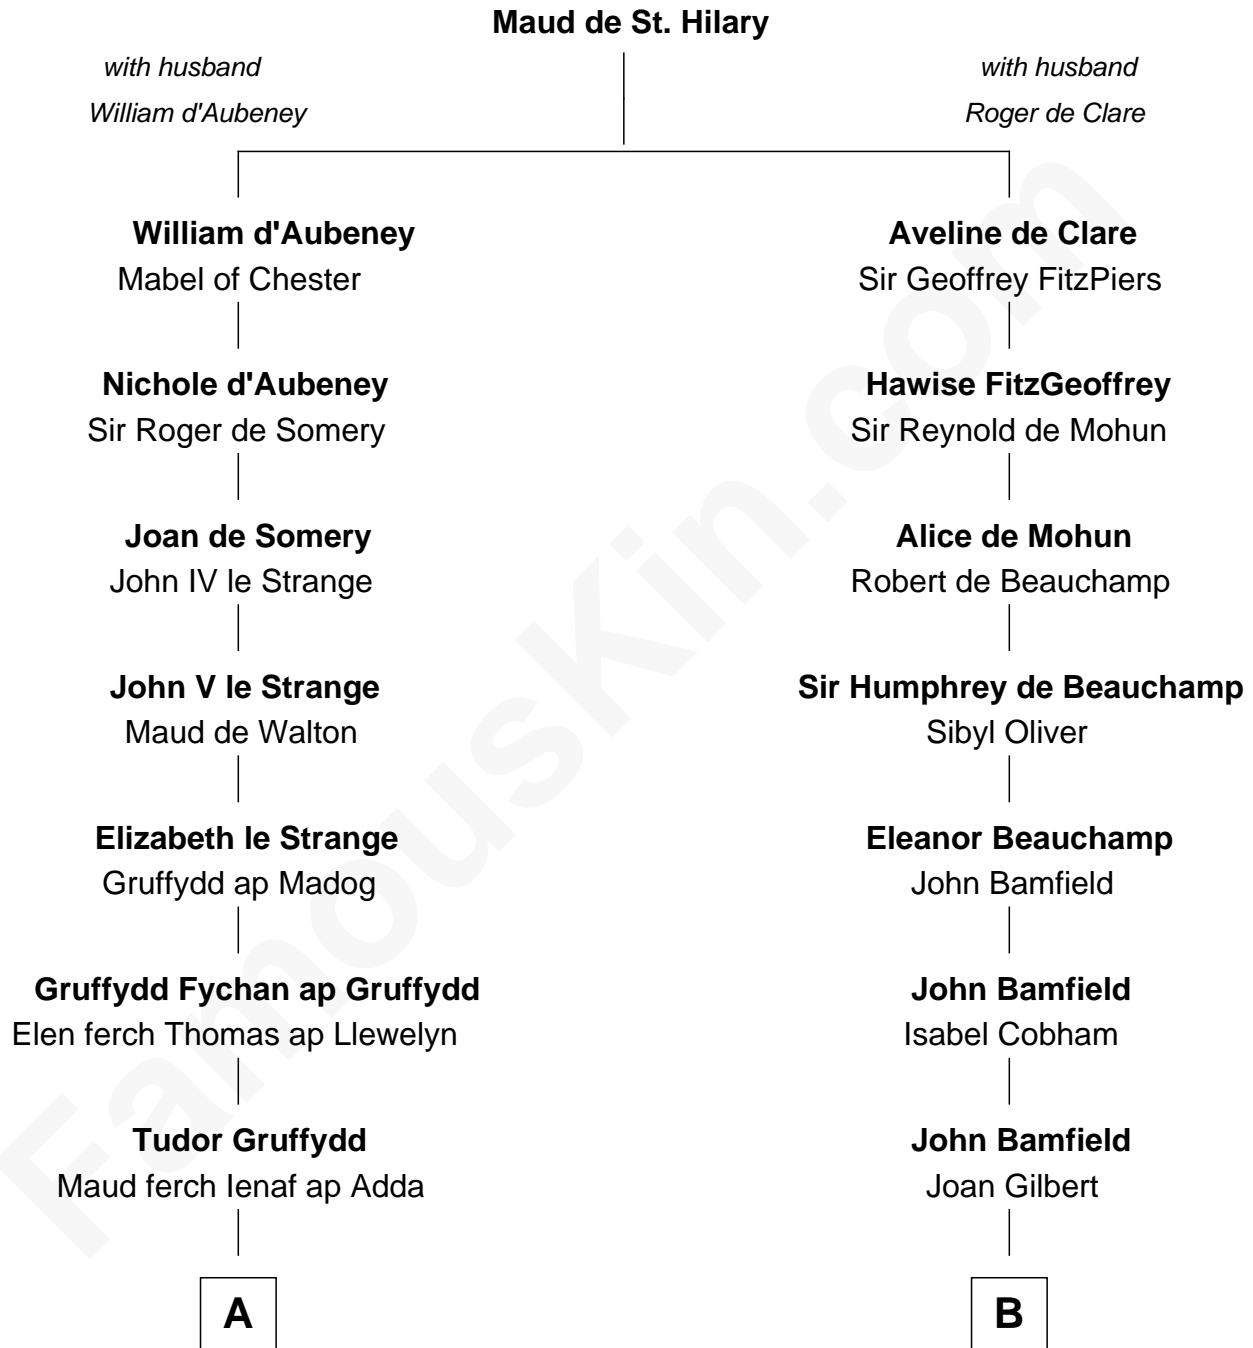 Maud de St. Hilary
with husband
William d'Aubeney
with husband
Roger de Clare
William d'Aubeney
Mabel of Chester
Aveline de Clare
Sir Geoffrey FitzPiers
Nichole d'Aubeney
Sir Roger de Somery
Hawise FitzGeoffrey
Sir Reynold de Mohun
Joan de Somery
John IV le Strange
Alice de Mohun
Robert de Beauchamp
John V le Strange
Maud de Walton
Sir Humphrey de Beauchamp
Sibyl Oliver
Elizabeth le Strange
Gruffydd ap Madog
Eleanor Beauchamp
John Bamfield
Gruffydd Fychan ap Gruffydd
Elen ferch Thomas ap Llewelyn
John Bamfield
Isabel Cobham
Tudor Gruffydd
Maud ferch Ienaf ap Adda
John Bamfield
Joan Gilbert
A
B
FamousKin.com